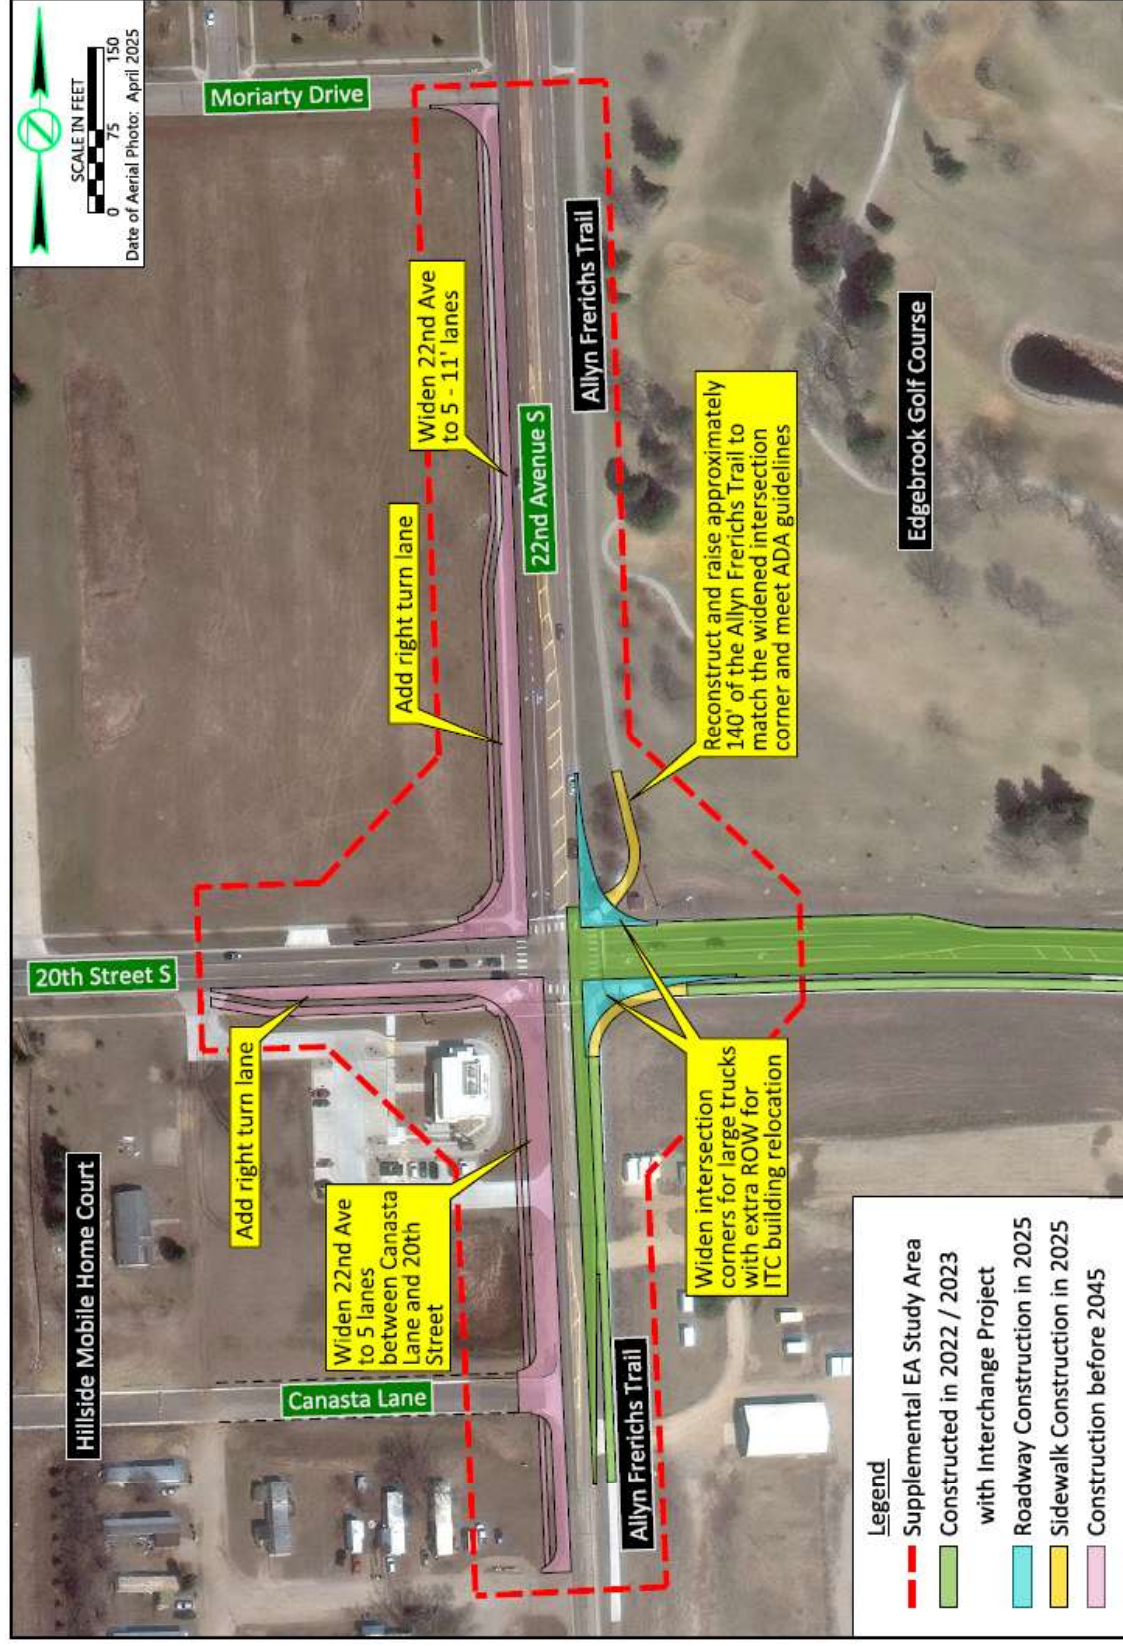 SCALE IN FEET
0 75 150
Date of Aerial Photo: April 2025
Moriarty Drive
Widen 22nd Ave
to 5 - 11' lanes
Allyn Frerichs Trail
Add right turn lane
22nd Avenue S
Reconstruct and raise approximately
140' of the Allyn Frerichs Trail to
match the widened intersection
corner and meet ADA guidelines
Edgebrook Golf Course
20th Street S
Add right turn lane
Hillside Mobile Home Court
Widen 22nd Ave
to 5 lanes
between Canasta
Lane and 20th
Street
Widen intersection
corners for large trucks
with extra ROW for
ITC building relocation
Canasta Lane
Allyn Frerichs Trail
Legend
Supplemental EA Study Area
Constructed in 2022 / 2023
with Interchange Project
Roadway Construction in 2025
Sidewalk Construction in 2025
Construction before 2045